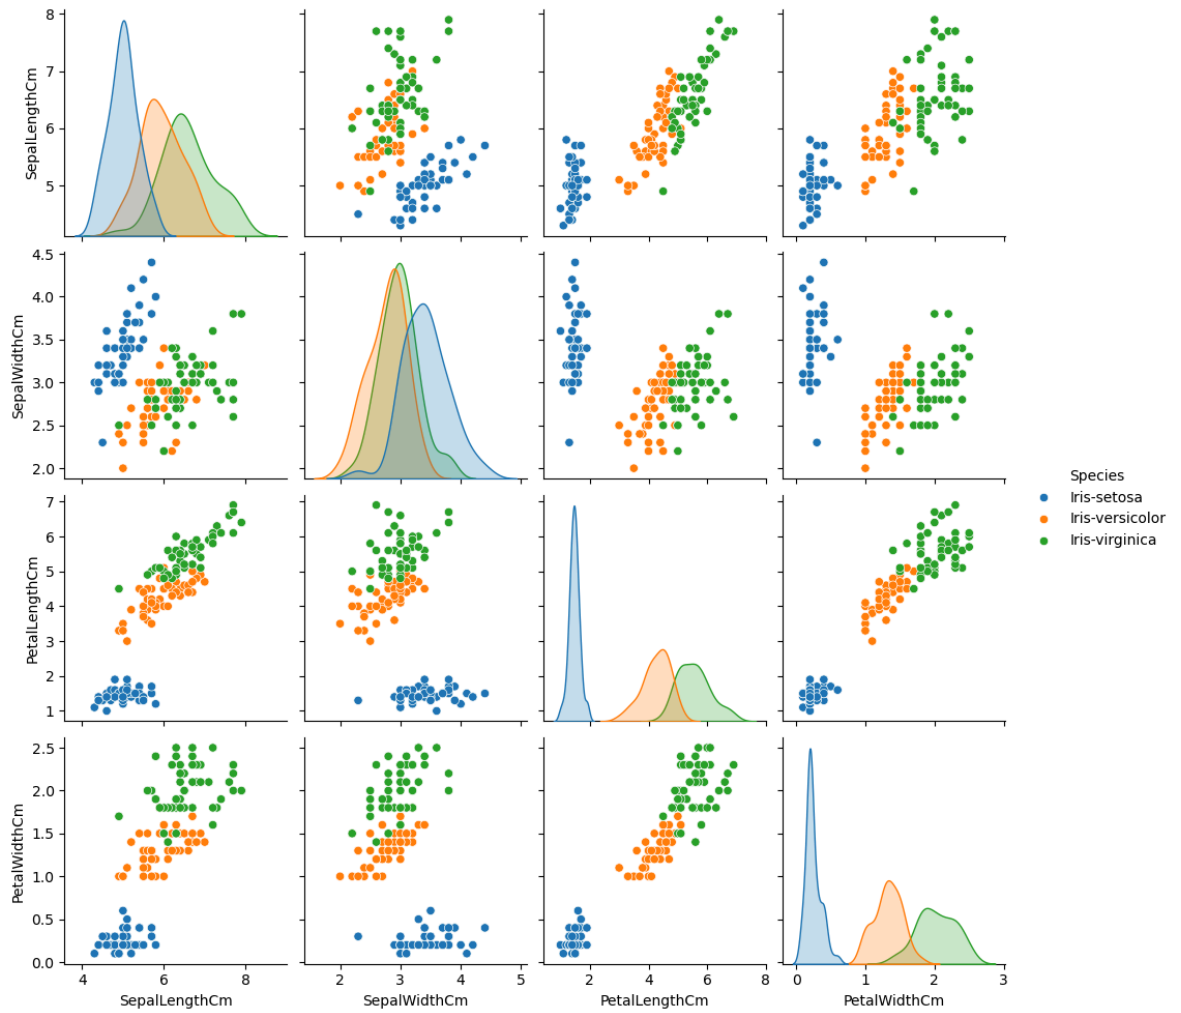 8
7
6
5
SepalLengthCm
4.5
4.0
3.5
3.0
2.5
2.0
SepalWidthCm
Species
Iris-setosa
Iris-versicolor
Iris-virginica
7
6
5
4
3
2
1
PetalLengthCm
2.5
2.0
1.5
1.0
0.5
0.0
PetalWidthCm
4 6 8
2 3 4 5
2 4 6 8
0 1 2 3
SepalLengthCm
SepalWidthCm
PetalLengthCm
PetalWidthCm